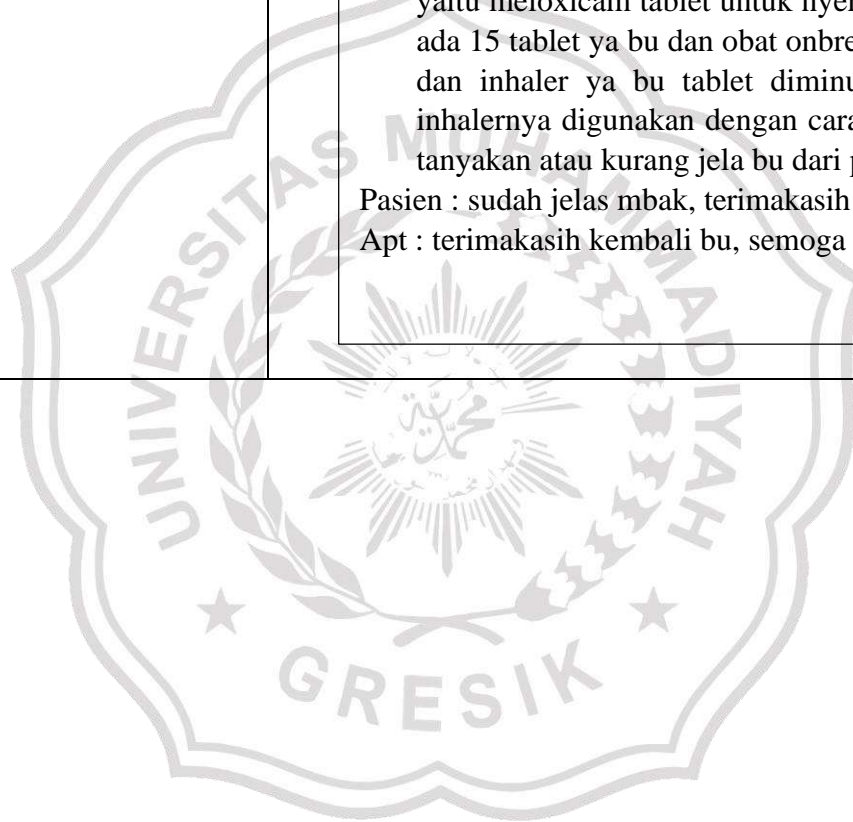 yaitu meloxicam tablet untuk nye
ada 15 tablet ya bu dan obat onbre
dan inhaler ya bu tablet diminu
inhalernya digunakan dengan cara
tanyakan atau kurang jela bu dari p
Pasien : sudah jelas mbak, terimakasih
Apt : terimakasih kembali bu, semoga
UNIVERSITAS MUHAMMADIYAH
GRESIK